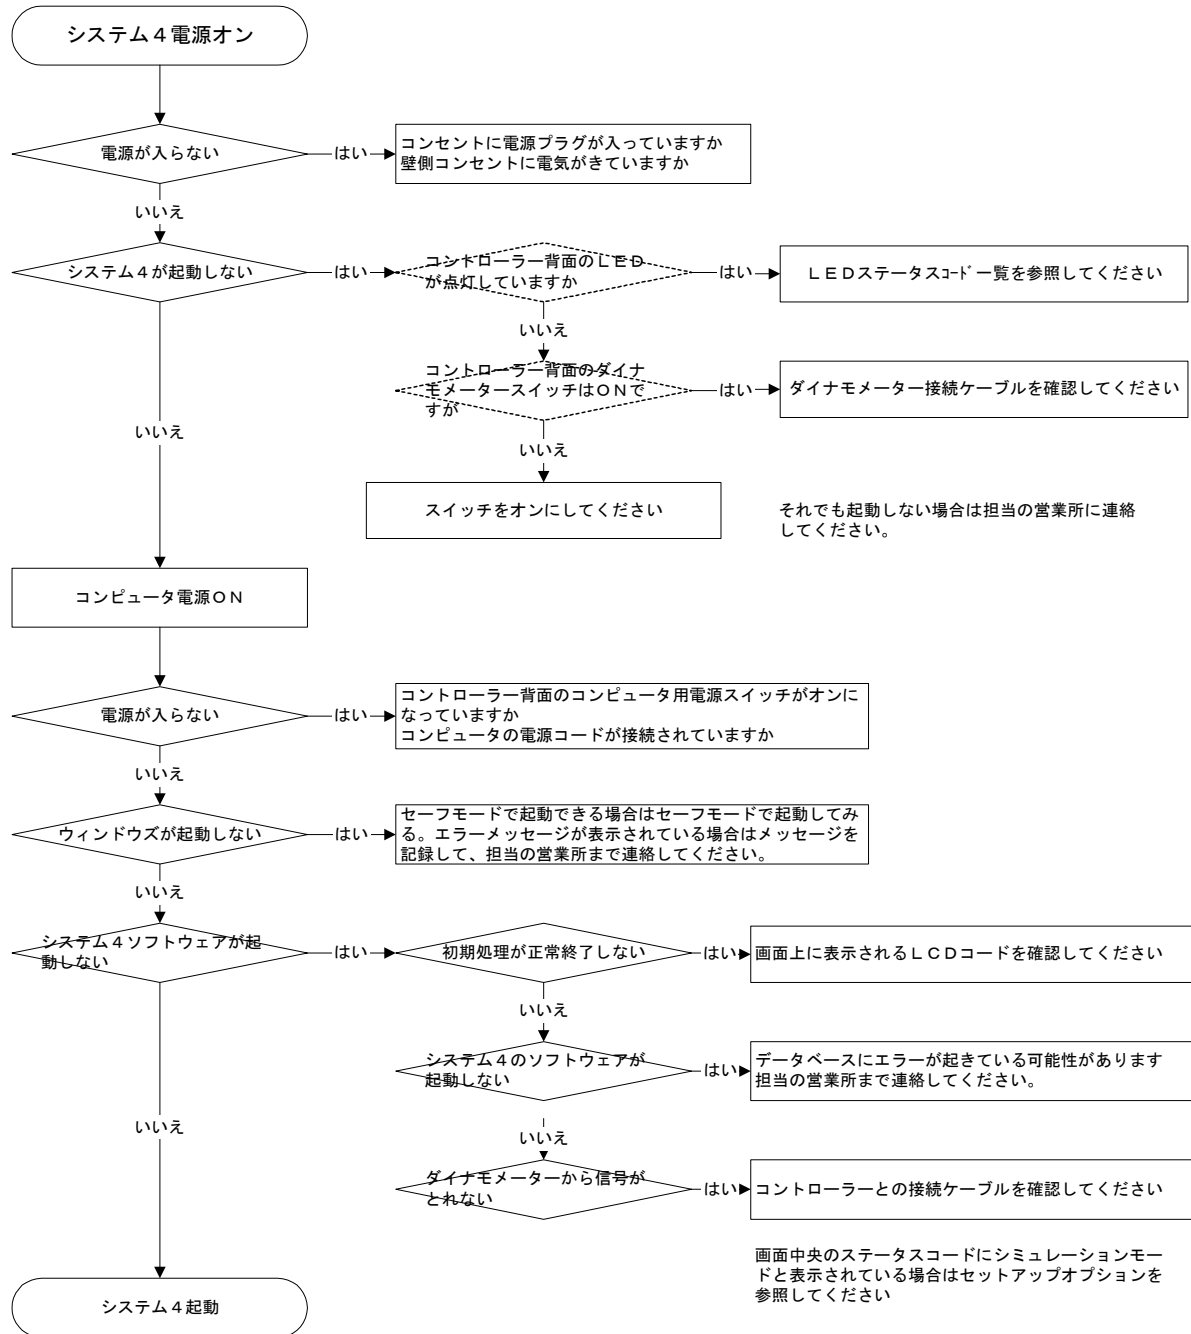 システム４電源オン
電源が入らない
はい
コンセントに電源プラグが入っていますか
壁側コンセントに電気がきていますか
いいえ
システム４が起動しない
はい
コントローラー背面のＬＥＤ
が点灯していますか
はい
ＬＥＤステータスｺｰﾄﾞ一覧を参照してください
いいえ
コントローラー背面のダイナ
モメータースイッチはＯＮで
すが
はい
ダイナモメーター接続ケーブルを確認してください
いいえ
いいえ
スイッチをオンにしてください
それでも起動しない場合は担当の営業所に連絡
してください。
コンピュータ電源ＯＮ
電源が入らない
はい
コントローラー背面のコンピュータ用電源スイッチがオンに
なっていますか
コンピュータの電源コードが接続されていますか
いいえ
ウィンドウズが起動しない
はい
セーフモードで起動できる場合はセーフモードで起動してみ
る。エラーメッセージが表示されている場合はメッセージを
記録して、担当の営業所まで連絡してください。
いいえ
システム４ソフトウェアが起
動しない
はい
初期処理が正常終了しない
はい
画面上に表示されるＬＣＤコードを確認してください
いいえ
システム４のソフトウェアが
起動しない
はい
データベースにエラーが起きている可能性があります
担当の営業所まで連絡してください。
いいえ
いいえ
ダイナモメーターから信号が
とれない
はい
コントローラーとの接続ケーブルを確認してください
画面中央のステータスコードにシミュレーションモー
ドと表示されている場合はセットアップオプションを
参照してください
システム４起動